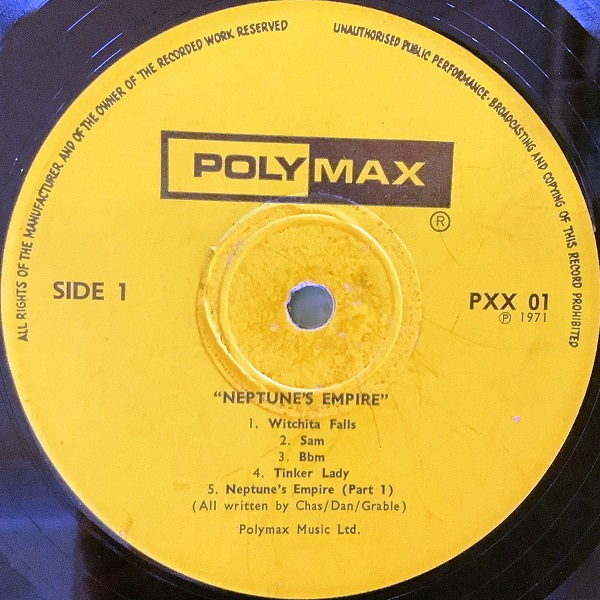 ALL RIGHTS OF THE MANUFACTURER AND OF THE OWNER OF THE RECORDED WORK RESERVED
UNAUTHORISED PUBLIC PERFORMANCE · BROADCASTING AND COPYING OF THIS RECORD PROHIBITED
POLYMAX
®
SIDE 1
PXX 01
℗ 1971
“NEPTUNE'S EMPIRE”
1. Witchita Falls
2. Sam
3. Bbm
4. Tinker Lady
5. Neptune's Empire (Part 1)
(All written by Chas/Dan/Grable)
Polymax Music Ltd.